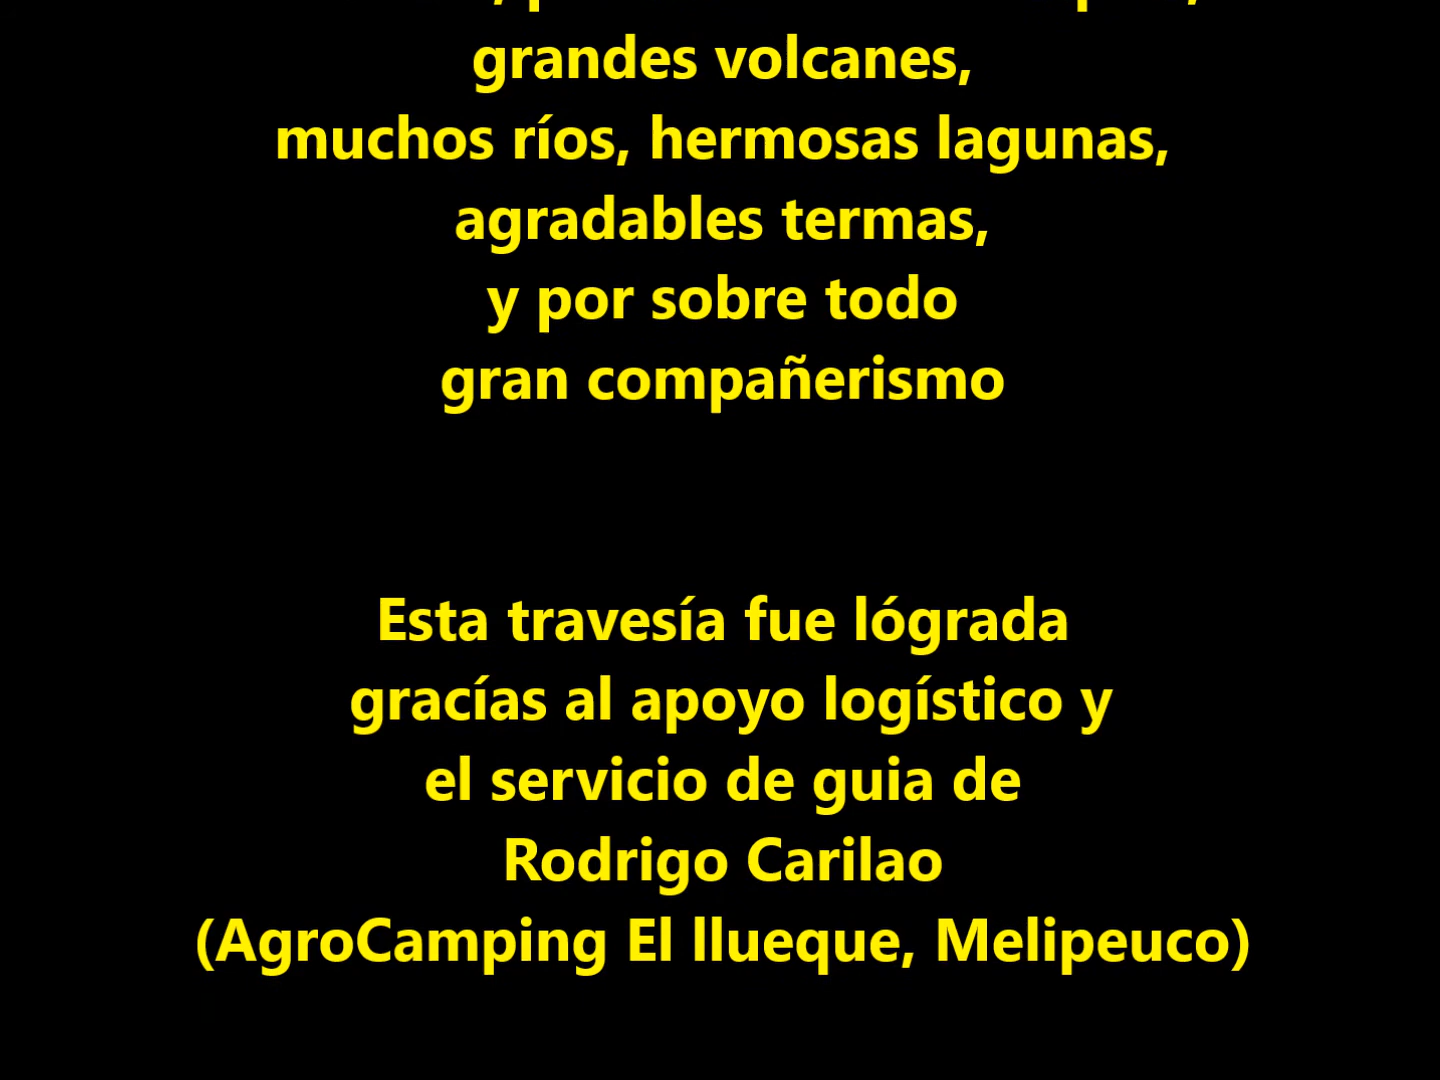 grandes volcanes,
muchos ríos, hermosas lagunas,
agradables termas,
y por sobre todo
gran compañerismo
Esta travesía fue lógrada
gracías al apoyo logístico y
el servicio de guia de
Rodrigo Carilao
(AgroCamping El llueque, Melipeuco)